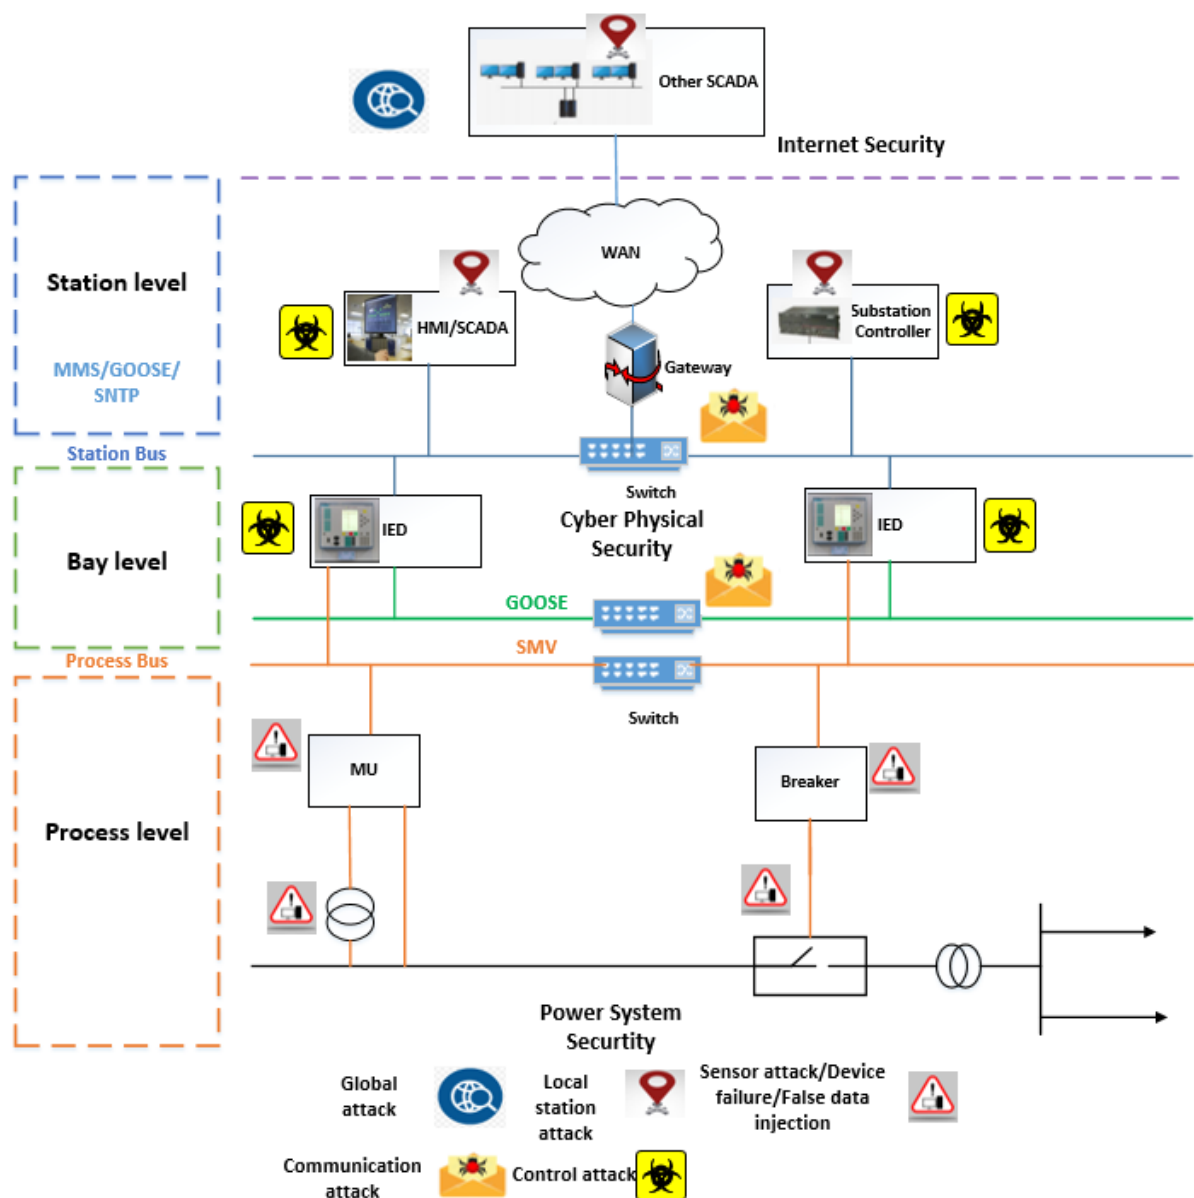 Other SCADA
Internet Security
Station level
MMS/GOOSE/
SNTP
Station Bus
WAN
HMI/SCADA
Substation
Controller
Gateway
Switch
Bay level
IED
Cyber Physical
Security
IED
GOOSE
Process Bus
SMV
Switch
Process level
MU
Breaker
Power System
Securtity
Global
attack
Local
station
attack
Sensor attack/Device
failure/False data
injection
Communication
attack
Control attack